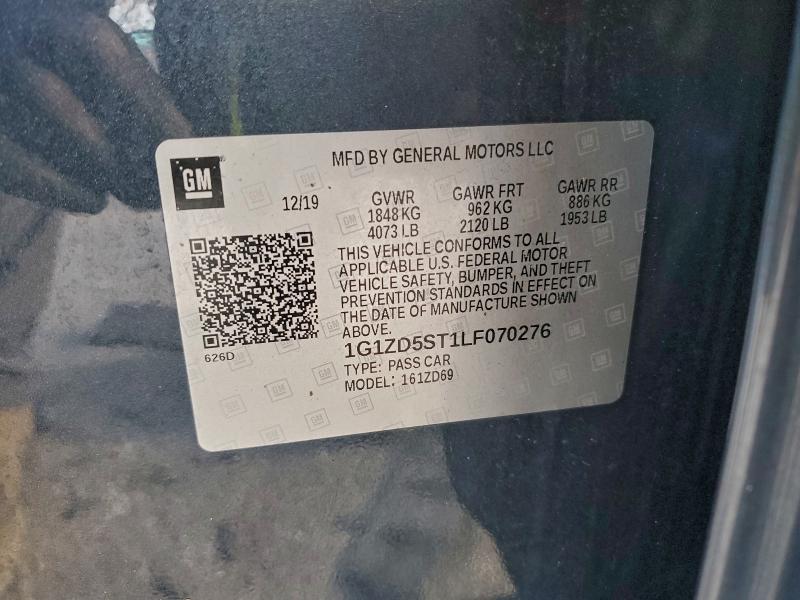 MFD BY GENERAL MOTORS LLC
GM
12/19
GVWR GAWR FRT GAWR RR
1848 KG 962 KG 886 KG
4073 LB 2120 LB 1953 LB
THIS VEHICLE CONFORMS TO ALL
APPLICABLE U.S. FEDERAL MOTOR
VEHICLE SAFETY, BUMPER, AND THEFT
PREVENTION STANDARDS IN EFFECT ON
THE DATE OF MANUFACTURE SHOWN
ABOVE.
626D
1G1ZD5ST1LF070276
TYPE: PASS CAR
MODEL: 161ZD69